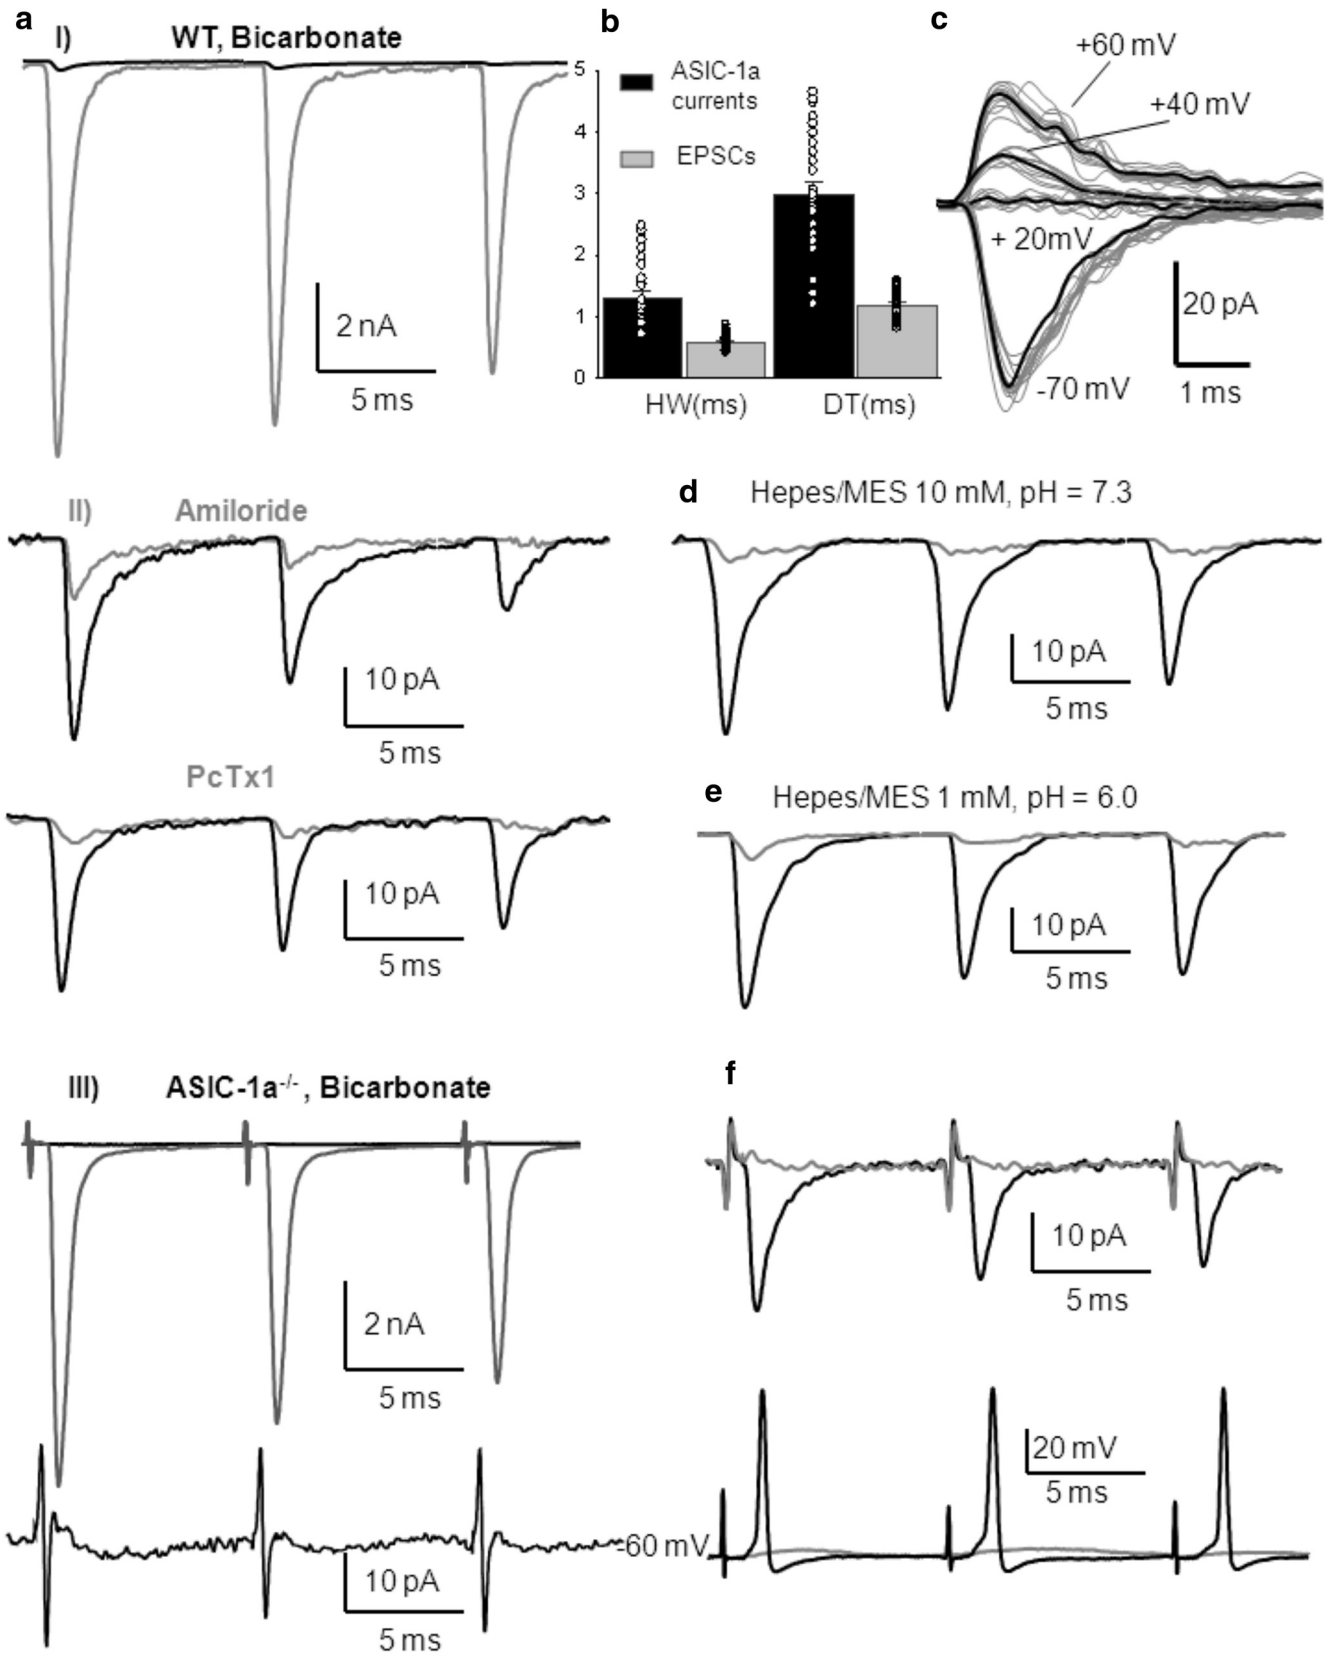 a
I) WT, Bicarbonate
2 nA
5 ms
b
5
4
3
2
1
0
ASIC-1a
currents
EPSCs
HW(ms) DT(ms)
c
+60 mV
+40 mV
+ 20mV
-70 mV
20 pA
1 ms
II) Amiloride
10 pA
5 ms
PcTx1
10 pA
5 ms
d
Hepes/MES 10 mM, pH = 7.3
10 pA
5 ms
e
Hepes/MES 1 mM, pH = 6.0
10 pA
5 ms
III) ASIC-1a-/- , Bicarbonate
2 nA
5 ms
10 pA
5 ms
f
10 pA
5 ms
20 mV
5 ms
-60 mV